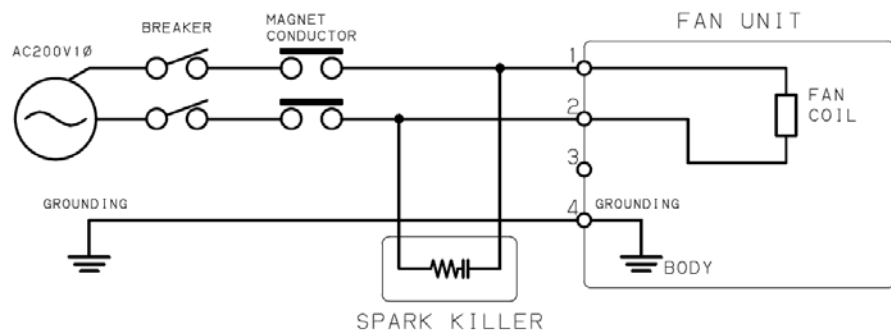 FAN UNIT
BREAKER
MAGNET
CONDUCTOR
AC200V1Ø
1
2
3
4
FAN
COIL
GROUNDING
GROUNDING
BODY
SPARK KILLER